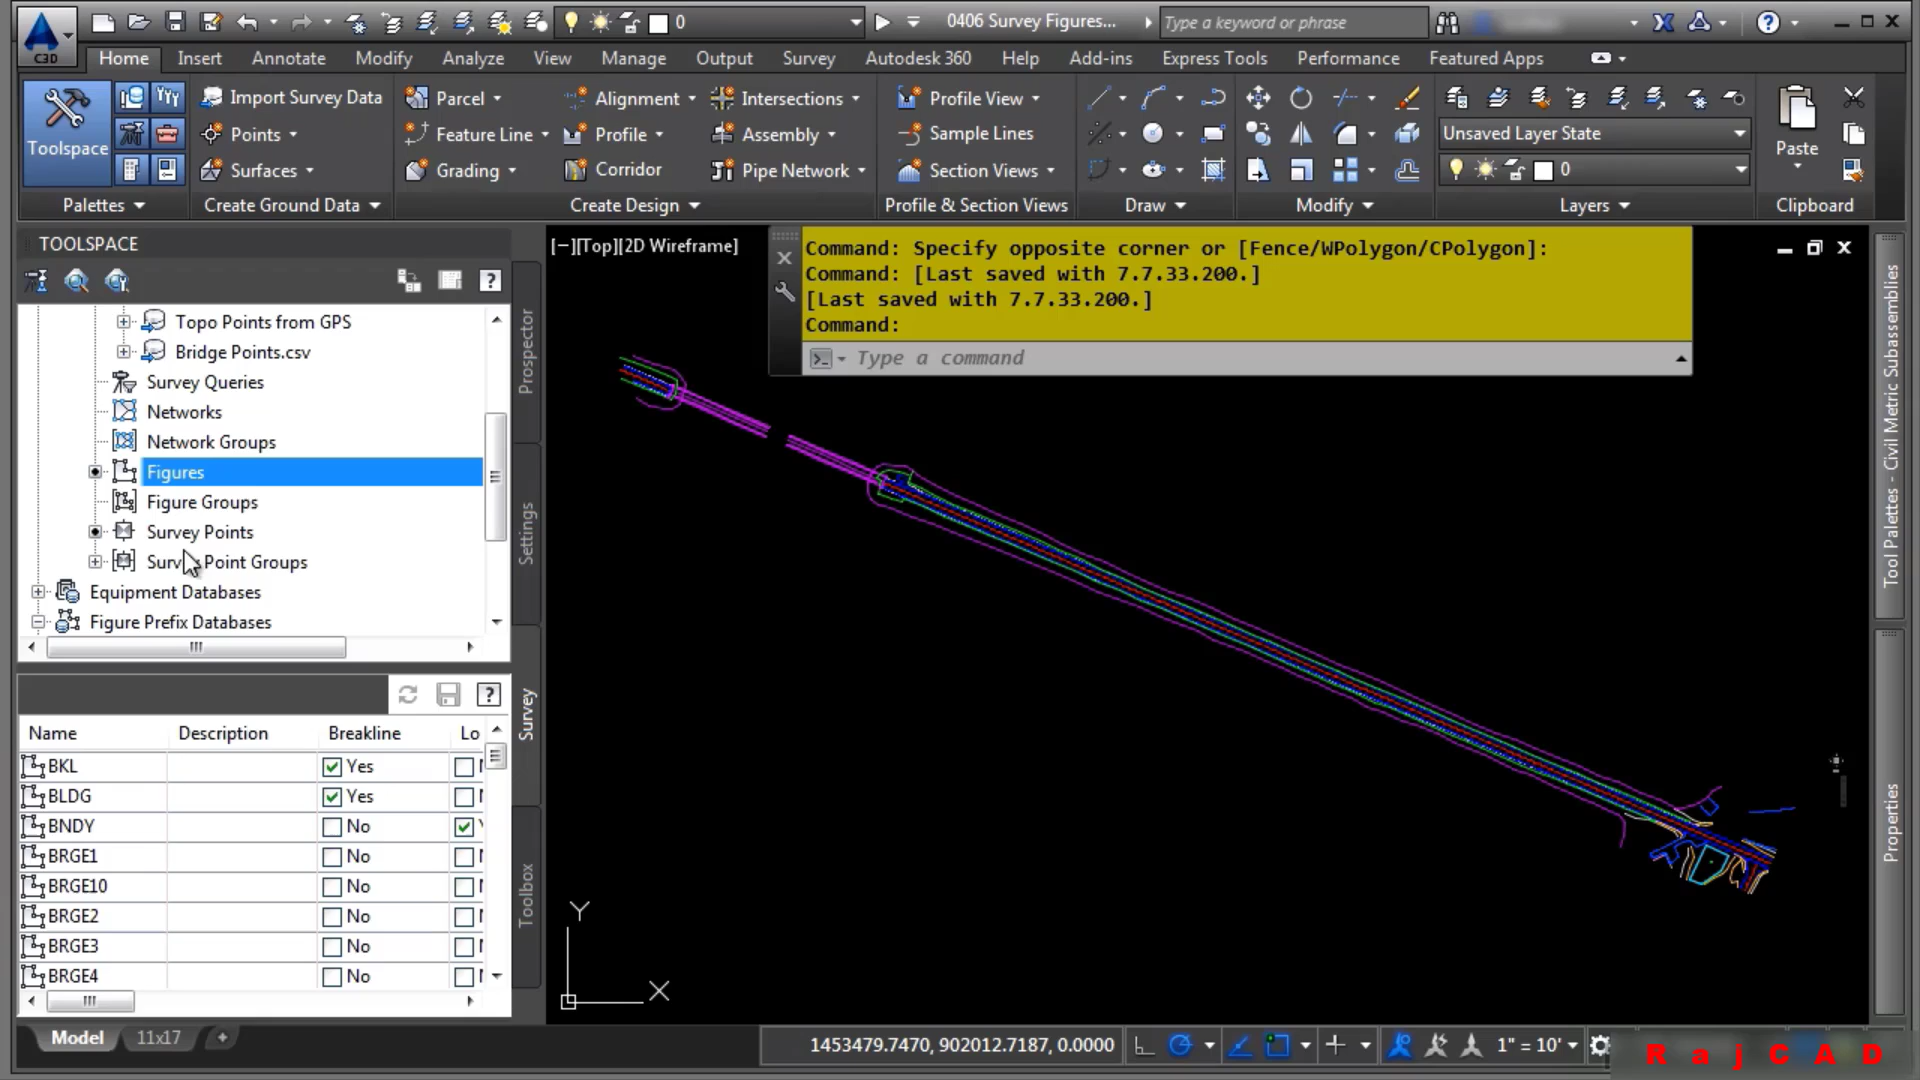 0
0406 Survey Figures...
Type a keyword or phrase
C3D
Home Insert Annotate Modify Analyze View Manage Output Survey Autodesk 360 Help Add-ins Express Tools Performance Featured Apps
Toolspace
Import Survey Data
Points
Surfaces
Parcel
Feature Line
Grading
Alignment
Profile
Corridor
Intersections
Assembly
Pipe Network
Profile View
Sample Lines
Section Views
Unsaved Layer State
0
Paste
Palettes
Create Ground Data
Create Design
Profile & Section Views
Draw
Modify
Layers
Clipboard
TOOLSPACE
Topo Points from GPS
Bridge Points.csv
Survey Queries
Networks
Network Groups
Figures
Figure Groups
Survey Points
Survey Point Groups
Equipment Databases
Figure Prefix Databases
Prospector
Settings
Survey
Toolbox
Name Description Breakline Lo
BKL Yes
BLDG Yes
BNDY No
BRGE1 No
BRGE10 No
BRGE2 No
BRGE3 No
BRGE4 No
[−][Top][2D Wireframe]
Command: Specify opposite corner or [Fence/WPolygon/CPolygon]:
Command: [Last saved with 7.7.33.200.]
[Last saved with 7.7.33.200.]
Command:
Type a command
Y
X
Tool Palettes - Civil Metric Subassemblies
Properties
Model 11x17
1453479.7470, 902012.7187, 0.0000
1" = 10'
RajCAD